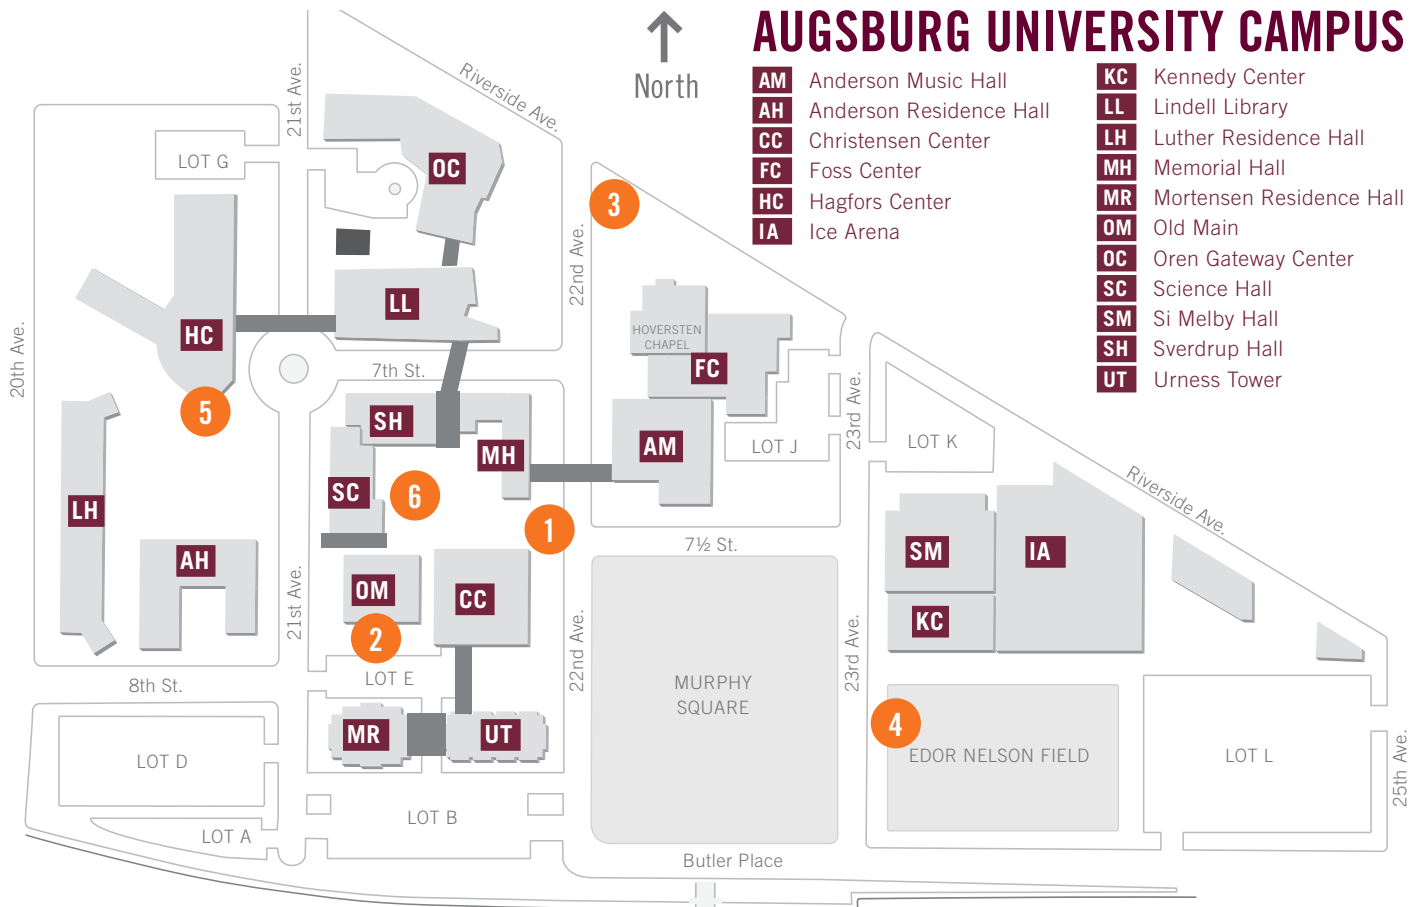 AUGSBURG UNIVERSITY CAMPUS
North
AM Anderson Music Hall
AH Anderson Residence Hall
CC Christensen Center
FC Foss Center
HC Hagfors Center
IA Ice Arena
KC Kennedy Center
LL Lindell Library
LH Luther Residence Hall
MH Memorial Hall
MR Mortensen Residence Hall
OM Old Main
OC Oren Gateway Center
SC Science Hall
SM Si Melby Hall
SH Sverdrup Hall
UT Urness Tower
21st Ave.
Riverside Ave.
LOT G
OC
3
22nd Ave.
LL
HC
20th Ave.
HOVERSTEN
CHAPEL
FC
7th St.
5
SH
23rd Ave.
LOT K
AM
LOT J
MH
SC
6
LH
Riverside Ave.
1
7½ St.
SM
IA
AH
21st Ave.
OM
CC
KC
2
22nd Ave.
23rd Ave.
LOT E
8th St.
MURPHY
SQUARE
4
MR
UT
EDOR NELSON FIELD
LOT L
LOT D
25th Ave.
LOT B
LOT A
Butler Place